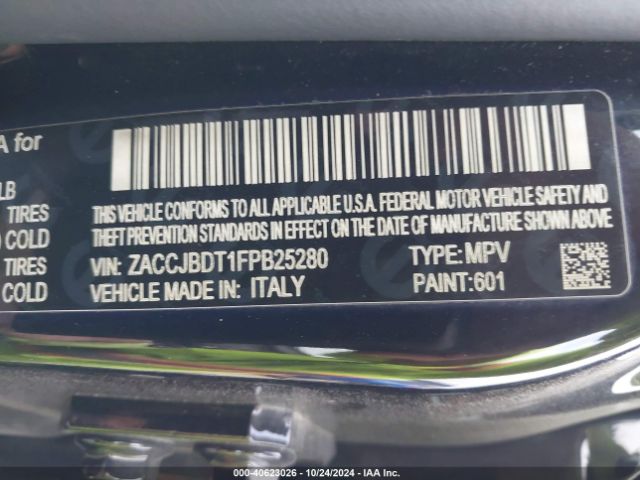 A for
LB
TIRES
COLD
TIRES
COLD
THIS VEHICLE CONFORMS TO ALL APPLICABLE U.S.A. FEDERAL MOTOR VEHICLE SAFETY AND
THEFT PREVENTION STANDARDS IN EFFECT ON THE DATE OF MANUFACTURE SHOWN ABOVE
VIN: ZACCJBDT1FPB25280 TYPE: MPV
VEHICLE MADE IN: ITALY PAINT: 601
000-40623026 - 10/24/2024 - IAA Inc.